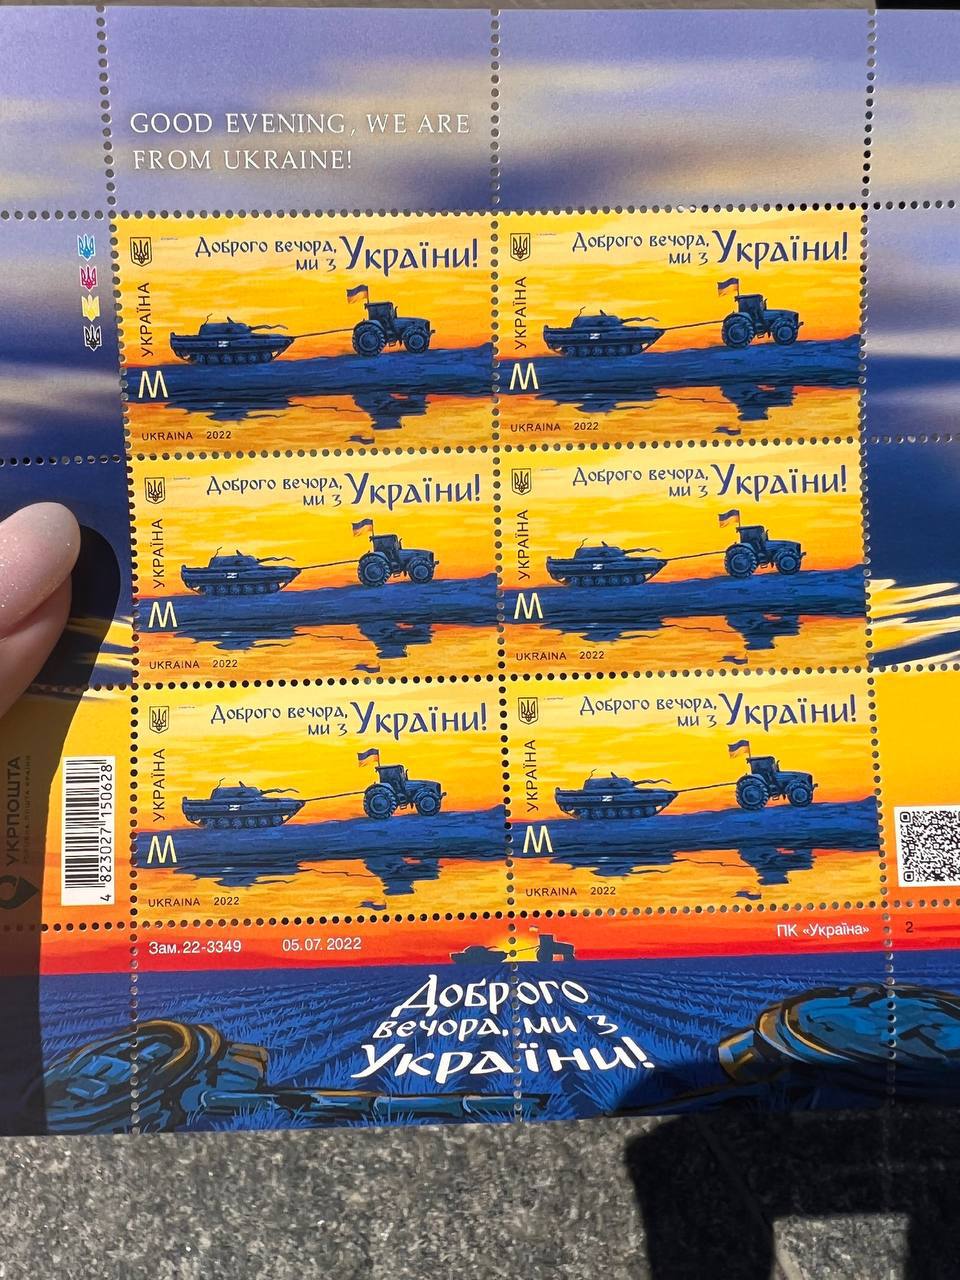 GOOD EVENING, WE ARE
FROM UKRAINE!
Доброго вечора,
ми з України!
УКРАЇНА
M
UKRAINA 2022
Доброго вечора,
ми з України!
УКРАЇНА
M
UKRAINA 2022
Доброго вечора,
ми з України!
УКРАЇНА
M
UKRAINA 2022
Доброго вечора,
ми з України!
УКРАЇНА
M
UKRAINA 2022
Доброго вечора,
ми з України!
УКРАЇНА
M
UKRAINA 2022
Доброго вечора,
ми з України!
УКРАЇНА
M
UKRAINA 2022
УКРПОШТА
4 823027 150628
Зам. 22-3349 05.07.2022
ПК «Україна»
2
Доброго
вечора, ми з
України!